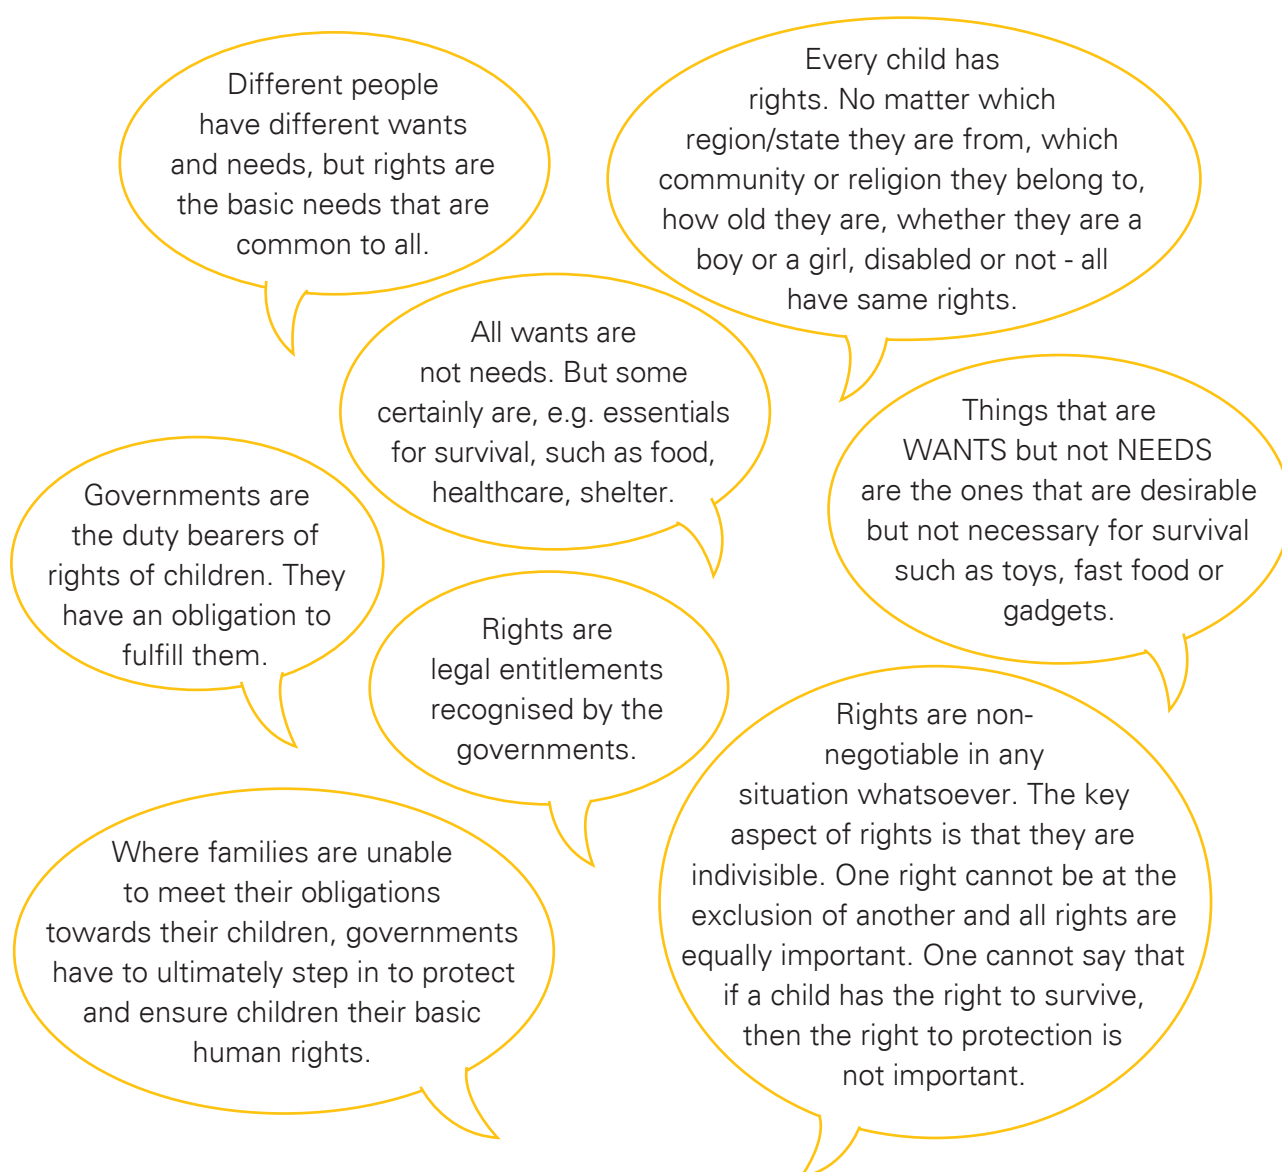 Different people
have different wants
and needs, but rights are
the basic needs that are
common to all.
Every child has
rights. No matter which
region/state they are from, which
community or religion they belong to,
how old they are, whether they are a
boy or a girl, disabled or not - all
have same rights.
All wants are
not needs. But some
certainly are, e.g. essentials
for survival, such as food,
healthcare, shelter.
Things that are
WANTS but not NEEDS
are the ones that are desirable
but not necessary for survival
such as toys, fast food or
gadgets.
Governments are
the duty bearers of
rights of children. They
have an obligation to
fulfill them.
Rights are
legal entitlements
recognised by the
governments.
Rights are non-
negotiable in any
situation whatsoever. The key
aspect of rights is that they are
indivisible. One right cannot be at the
exclusion of another and all rights are
equally important. One cannot say that
if a child has the right to survive,
then the right to protection is
not important.
Where families are unable
to meet their obligations
towards their children, governments
have to ultimately step in to protect
and ensure children their basic
human rights.